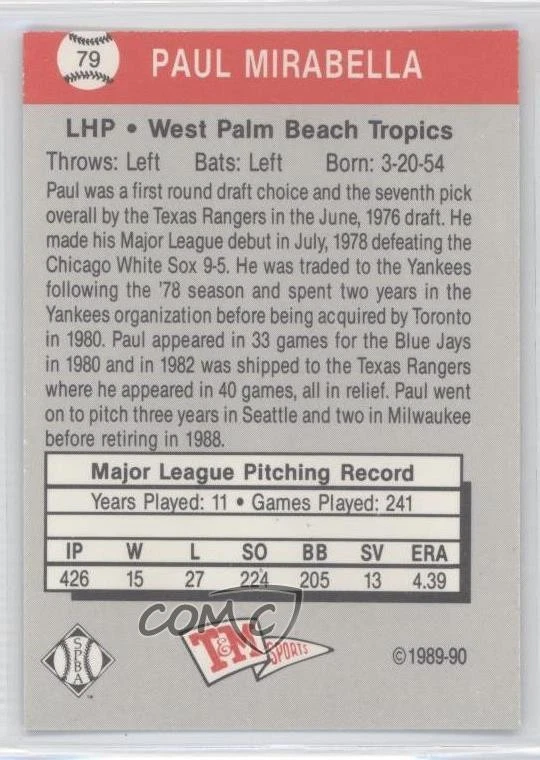 79
PAUL MIRABELLA
LHP • West Palm Beach Tropics
Throws: Left Bats: Left Born: 3-20-54
Paul was a first round draft choice and the seventh pick
overall by the Texas Rangers in the June, 1976 draft. He
made his Major League debut in July, 1978 defeating the
Chicago White Sox 9-5. He was traded to the Yankees
following the '78 season and spent two years in the
Yankees organization before being acquired by Toronto
in 1980. Paul appeared in 33 games for the Blue Jays
in 1980 and in 1982 was shipped to the Texas Rangers
where he appeared in 40 games, all in relief. Paul went
on to pitch three years in Seattle and two in Milwaukee
before retiring in 1988.
Major League Pitching Record
Years Played: 11 • Games Played: 241
IP W L SO BB SV ERA
426 15 27 224 205 13 4.39
COMC
SPBA
T&M SPORTS
©1989-90